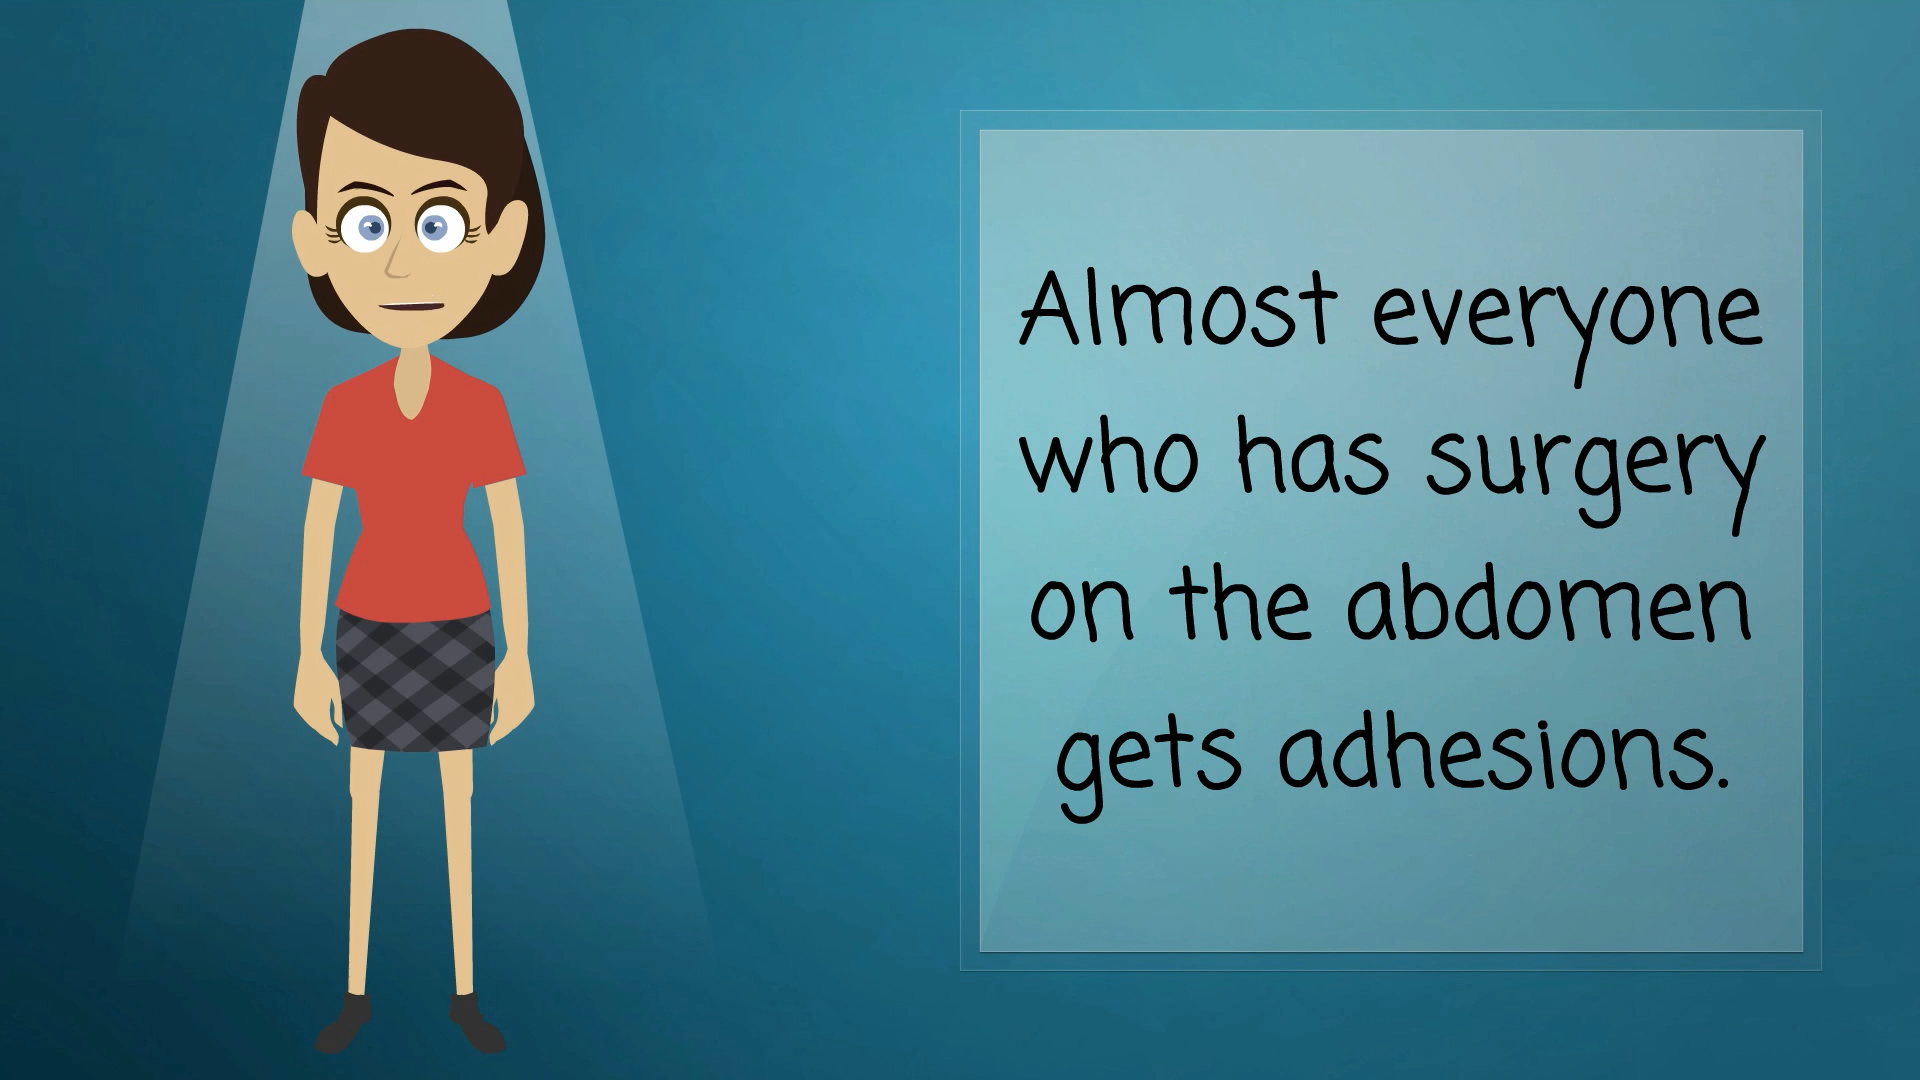 Almost everyone
who has surgery
on the abdomen
gets adhesions.